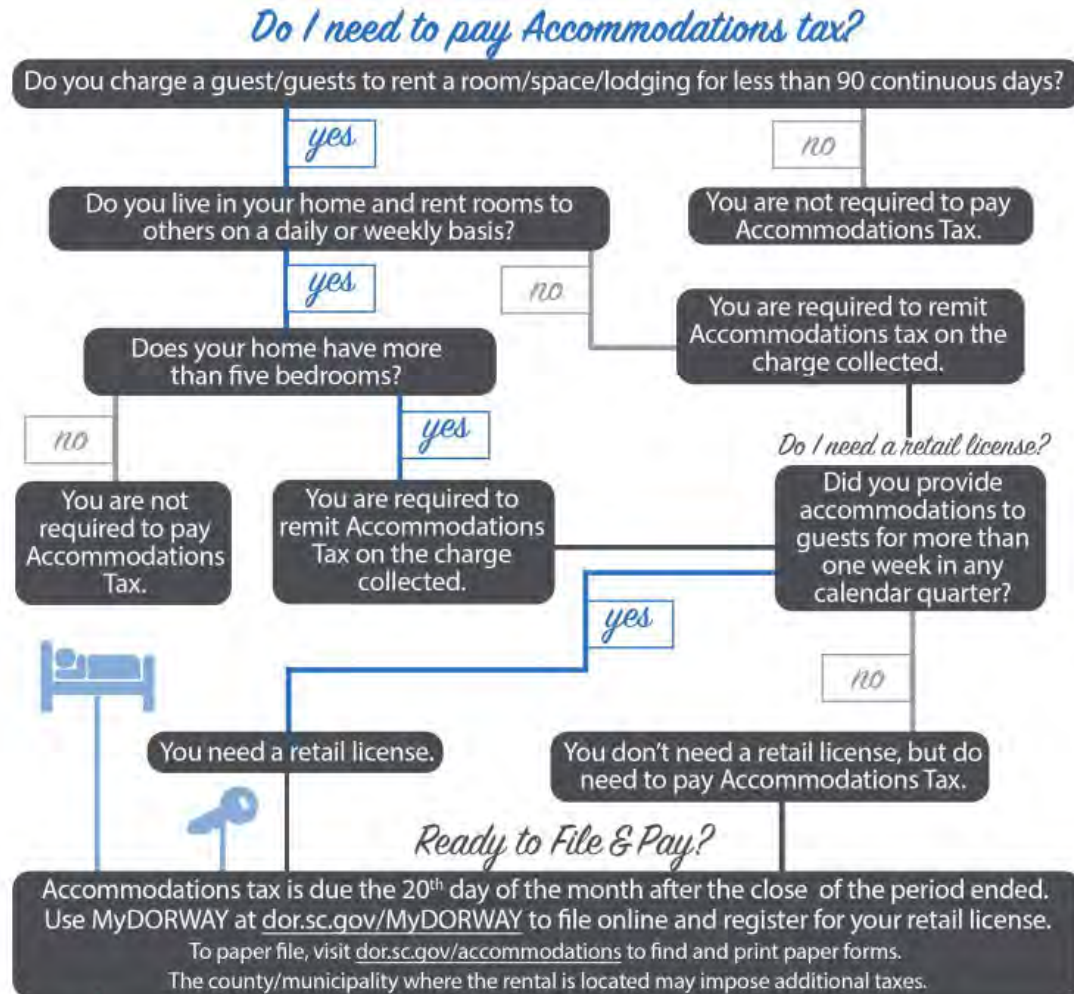 Do I need to pay Accommodations tax?
Do you charge a guest/guests to rent a room/space/lodging for less than 90 continuous days?
yes
no
Do you live in your home and rent rooms to
others on a daily or weekly basis?
You are not required to pay
Accommodations Tax.
yes
no
You are required to remit
Accommodations tax on the
charge collected.
Does your home have more
than five bedrooms?
no
yes
Do I need a retail license?
You are not
required to pay
Accommodations
Tax.
You are required to
remit Accommodations
Tax on the charge
collected.
Did you provide
accommodations to
guests for more than
one week in any
calendar quarter?
yes
no
You need a retail license.
You don't need a retail license, but do
need to pay Accommodations Tax.
Ready to File & Pay?
Accommodations tax is due the 20th day of the month after the close of the period ended.
Use MyDORWAY at dor.sc.gov/MyDORWAY to file online and register for your retail license.
To paper file, visit dor.sc.gov/accommodations to find and print paper forms.
The county/municipality where the rental is located may impose additional taxes.